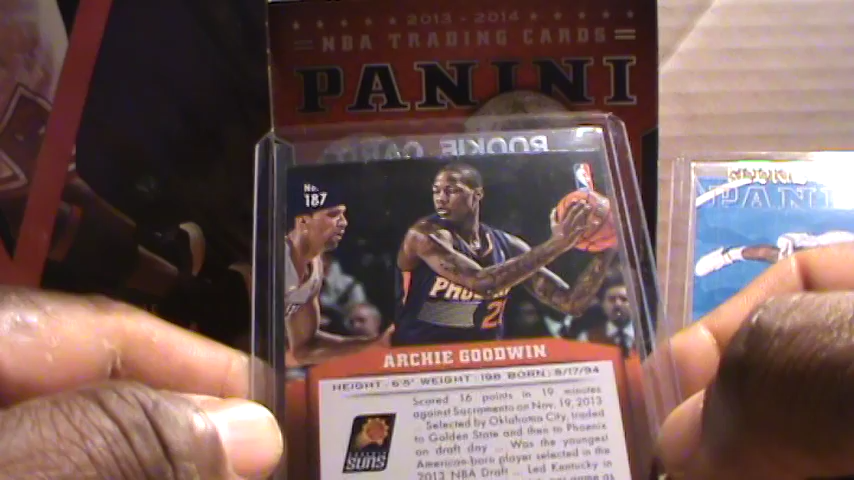 2013 - 2014
NBA TRADING CARDS
PANINI
ROOKIE CARD
PANINI
No.
187
PHOENIX
2
ARCHIE GOODWIN
HEIGHT - 6'5" WEIGHT - 198 BORN: 8/17/94
Scored 16 points in 19 minutes
against Sacramento on Nov. 19, 2013
... Selected by Oklahoma City, traded
to Golden State and then to Phoenix
on draft day ... Was the youngest
American-born player selected in the
2013 NBA Draft ... Led Kentucky in
SUNS